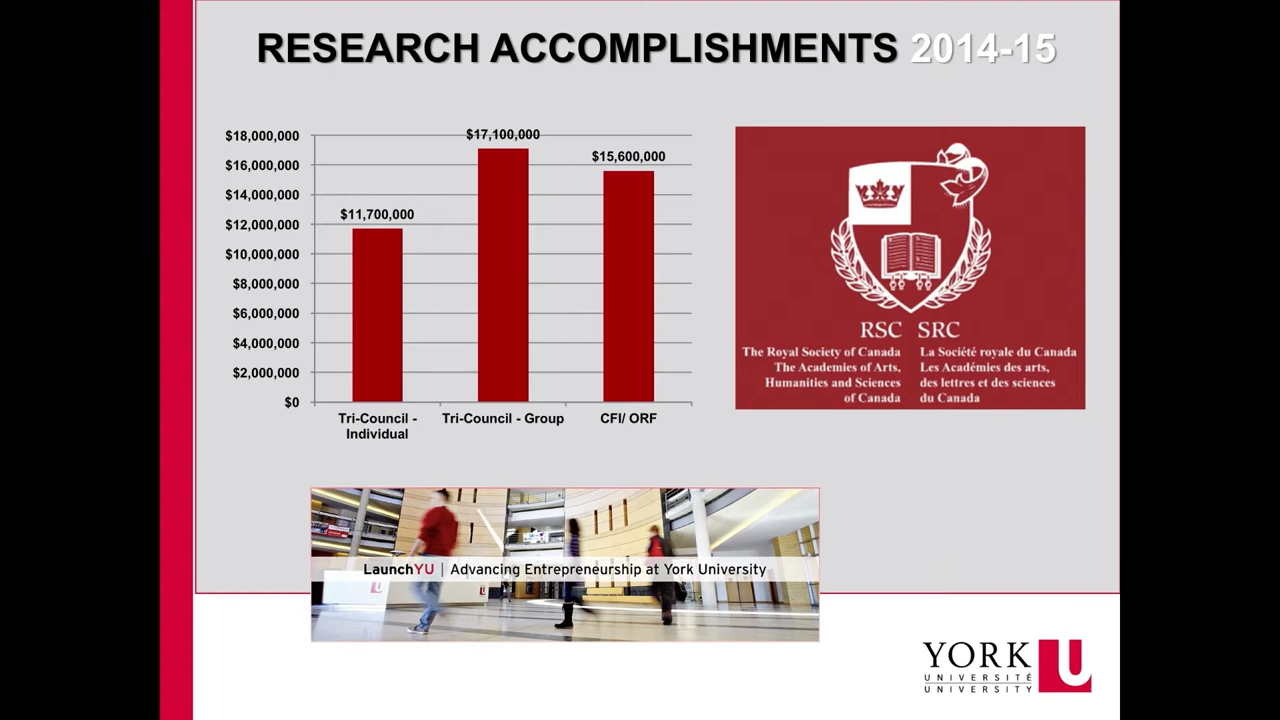 RESEARCH ACCOMPLISHMENTS 2014-15
$18,000,000
$16,000,000
$14,000,000
$12,000,000
$10,000,000
$8,000,000
$6,000,000
$4,000,000
$2,000,000
$0
$11,700,000
$17,100,000
$15,600,000
Tri-Council -
Individual
Tri-Council - Group
CFI/ ORF
RSC SRC
The Royal Society of Canada
The Academies of Arts,
Humanities and Sciences
of Canada
La Société royale du Canada
Les Académies des arts,
des lettres et des sciences
du Canada
LaunchYU | Advancing Entrepreneurship at York University
YORK U
UNIVERSITÉ
UNIVERSITY